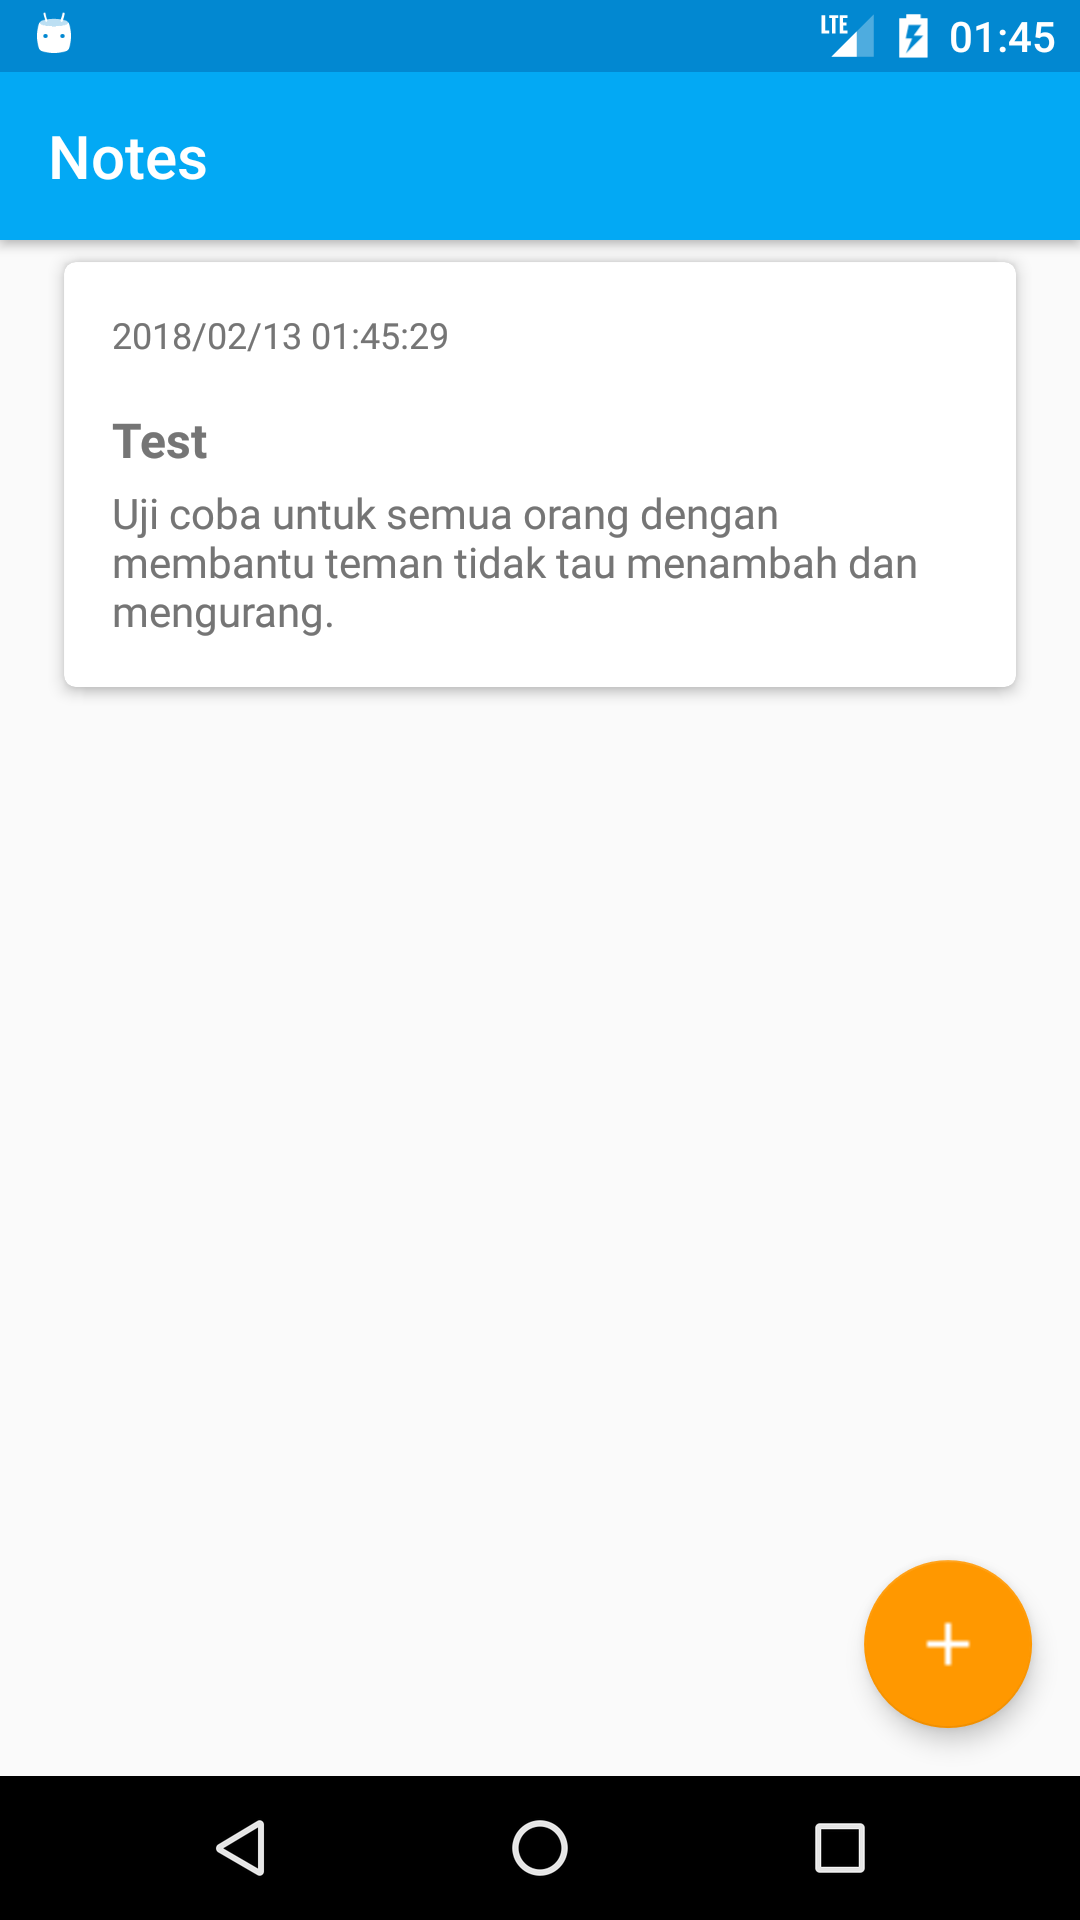 LTE 01:45
Notes
2018/02/13 01:45:29
Test
Uji coba untuk semua orang dengan
membantu teman tidak tau menambah dan
mengurang.